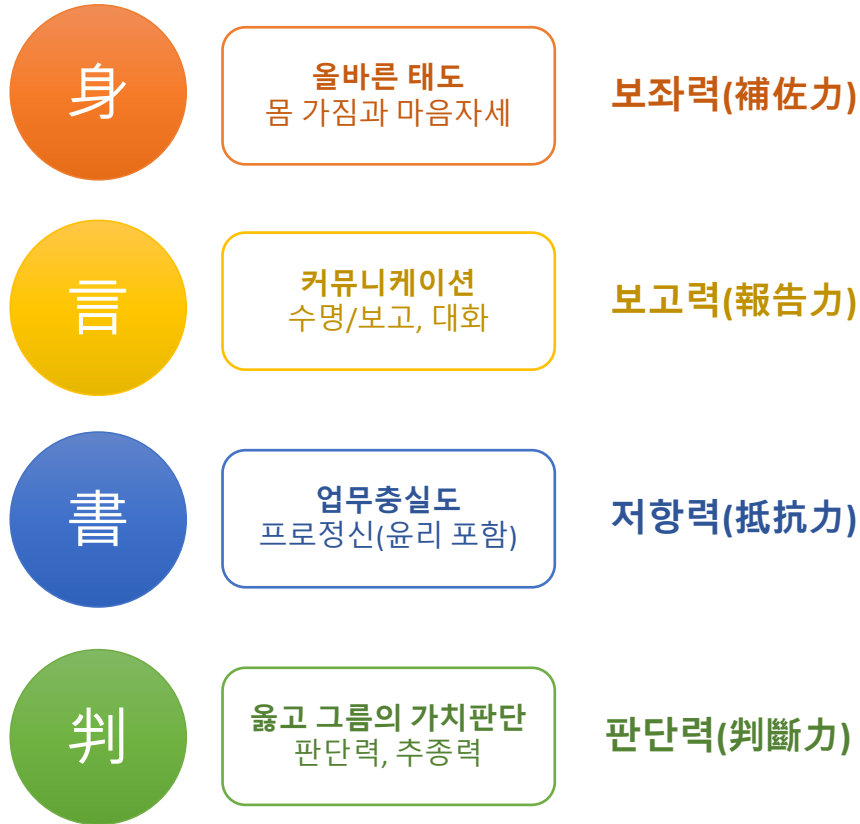 身
올바른 태도
몸 가짐과 마음자세
보좌력(補佐力)
言
커뮤니케이션
수명/보고, 대화
보고력(報告力)
書
업무충실도
프로정신(윤리 포함)
저항력(抵抗力)
判
옳고 그름의 가치판단
판단력, 추종력
판단력(判斷力)